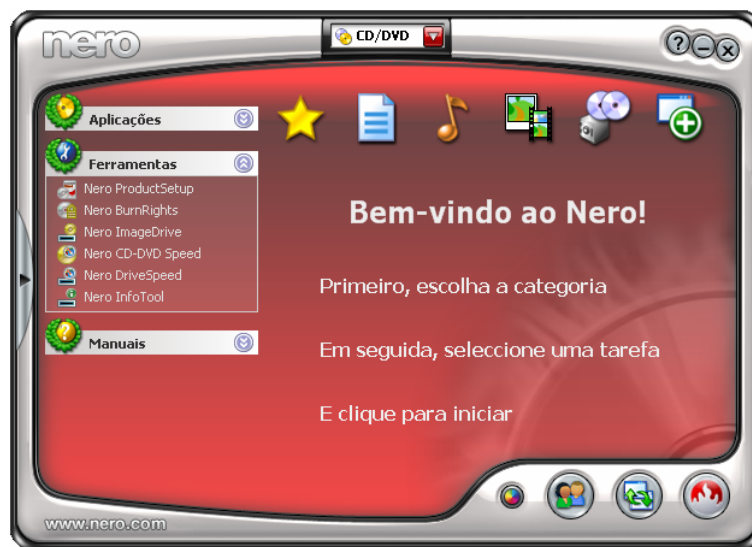 nero
CD/DVD
Aplicações
Ferramentas
Nero ProductSetup
Nero BurnRights
Nero ImageDrive
Nero CD-DVD Speed
Nero DriveSpeed
Nero InfoTool
Manuais
Bem-vindo ao Nero!
Primeiro, escolha a categoria
Em seguida, seleccione uma tarefa
E clique para iniciar
www.nero.com